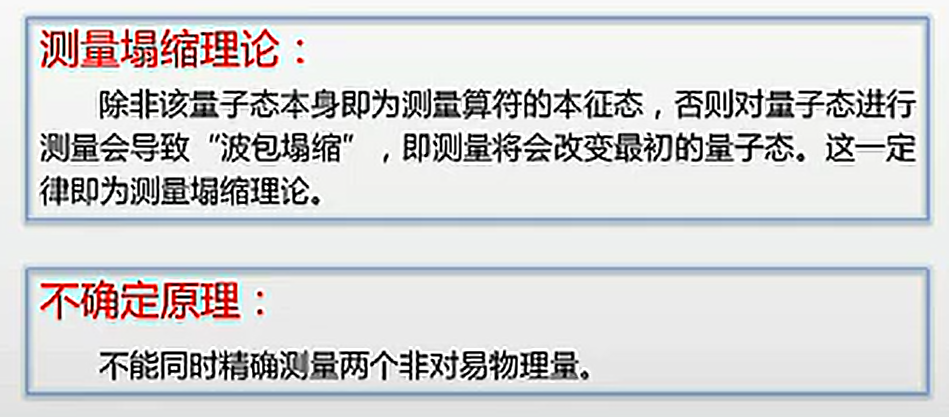 测量塌缩理论：
除非该量子态本身即为测量算符的本征态，否则对量子态进行
测量会导致“波包塌缩”，即测量将会改变最初的量子态。这一定
律即为测量塌缩理论。
不确定原理：
不能同时精确测量两个非对易物理量。